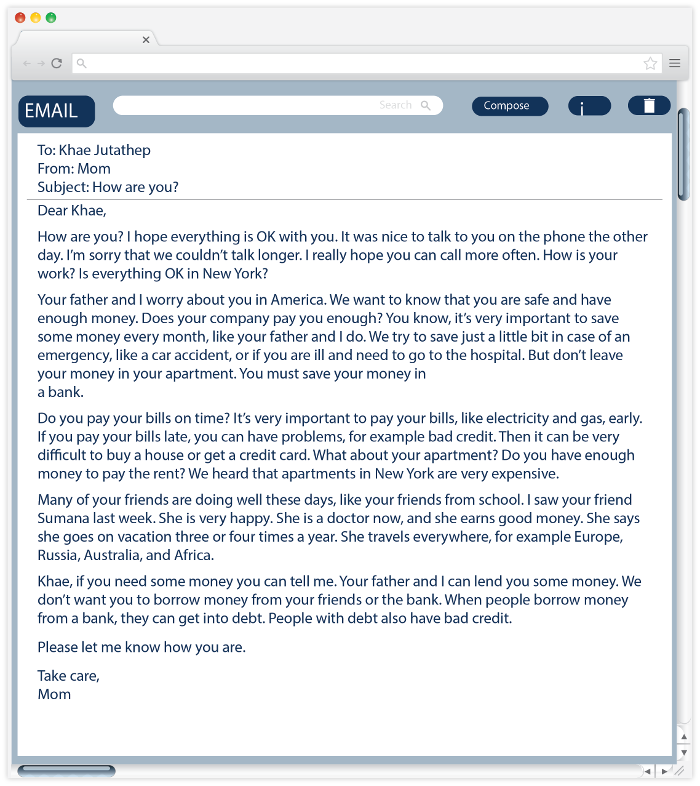 EMAIL
Search
Compose
i
To: Khae Jutathep
From: Mom
Subject: How are you?
Dear Khae,
How are you? I hope everything is OK with you. It was nice to talk to you on the phone the other
day. I'm sorry that we couldn't talk longer. I really hope you can call more often. How is your
work? Is everything OK in New York?
Your father and I worry about you in America. We want to know that you are safe and have
enough money. Does your company pay you enough? You know, it's very important to save
some money every month, like your father and I do. We try to save just a little bit in case of an
emergency, like a car accident, or if you are ill and need to go to the hospital. But don't leave
your money in your apartment. You must save your money in
a bank.
Do you pay your bills on time? It's very important to pay your bills, like electricity and gas, early.
If you pay your bills late, you can have problems, for example bad credit. Then it can be very
difficult to buy a house or get a credit card. What about your apartment? Do you have enough
money to pay the rent? We heard that apartments in New York are very expensive.
Many of your friends are doing well these days, like your friends from school. I saw your friend
Sumana last week. She is very happy. She is a doctor now, and she earns good money. She says
she goes on vacation three or four times a year. She travels everywhere, for example Europe,
Russia, Australia, and Africa.
Khae, if you need some money you can tell me. Your father and I can lend you some money. We
don't want you to borrow money from your friends or the bank. When people borrow money
from a bank, they can get into debt. People with debt also have bad credit.
Please let me know how you are.
Take care,
Mom